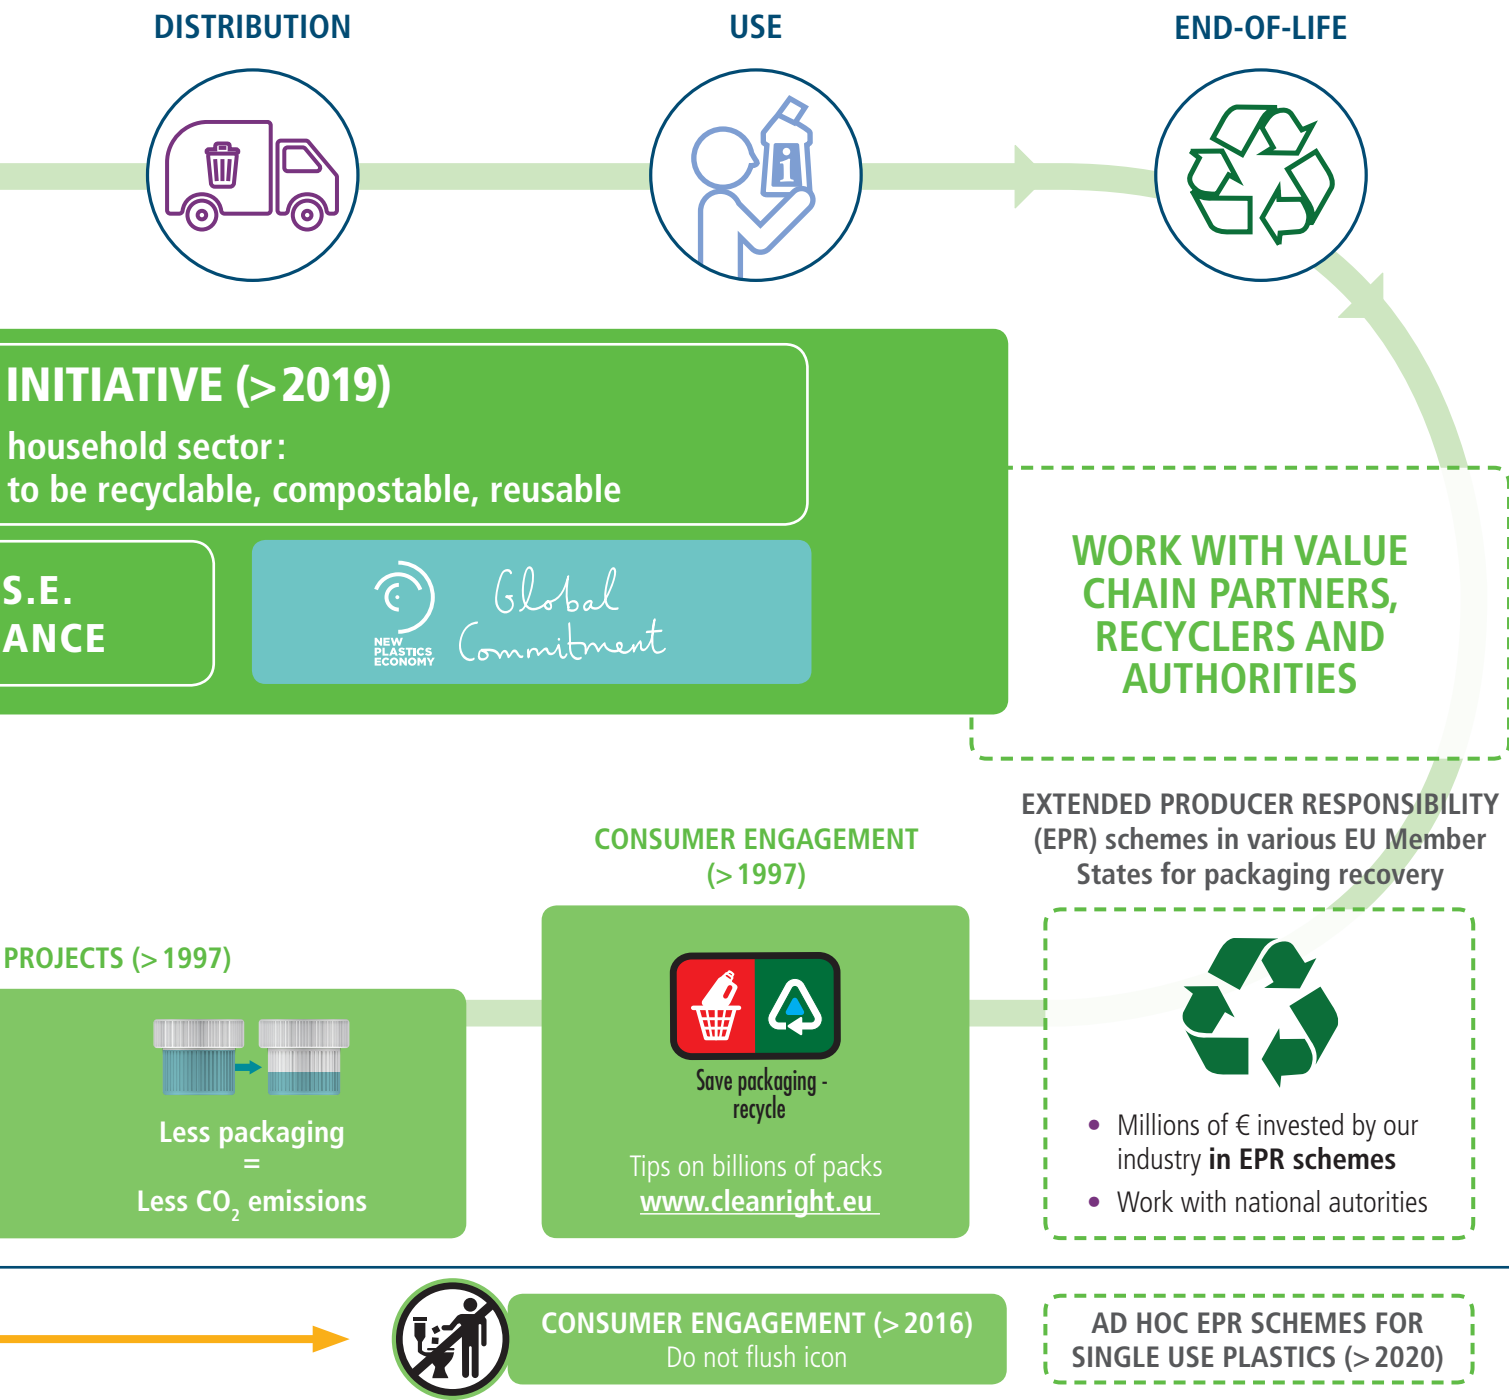 DISTRIBUTION
USE
END-OF-LIFE
i
INITIATIVE (> 2019)
household sector:
to be recyclable, compostable, reusable
S.E.
ANCE
NEW
PLASTICS
ECONOMY
Global
Commitment
WORK WITH VALUE
CHAIN PARTNERS,
RECYCLERS AND
AUTHORITIES
EXTENDED PRODUCER RESPONSIBILITY
(EPR) schemes in various EU Member
States for packaging recovery
CONSUMER ENGAGEMENT
(> 1997)
PROJECTS (> 1997)
Less packaging
=
Less CO₂ emissions
Save packaging -
recycle
Tips on billions of packs
www.cleanright.eu
• Millions of € invested by our
industry in EPR schemes
• Work with national autorities
CONSUMER ENGAGEMENT (> 2016)
Do not flush icon
AD HOC EPR SCHEMES FOR
SINGLE USE PLASTICS (> 2020)